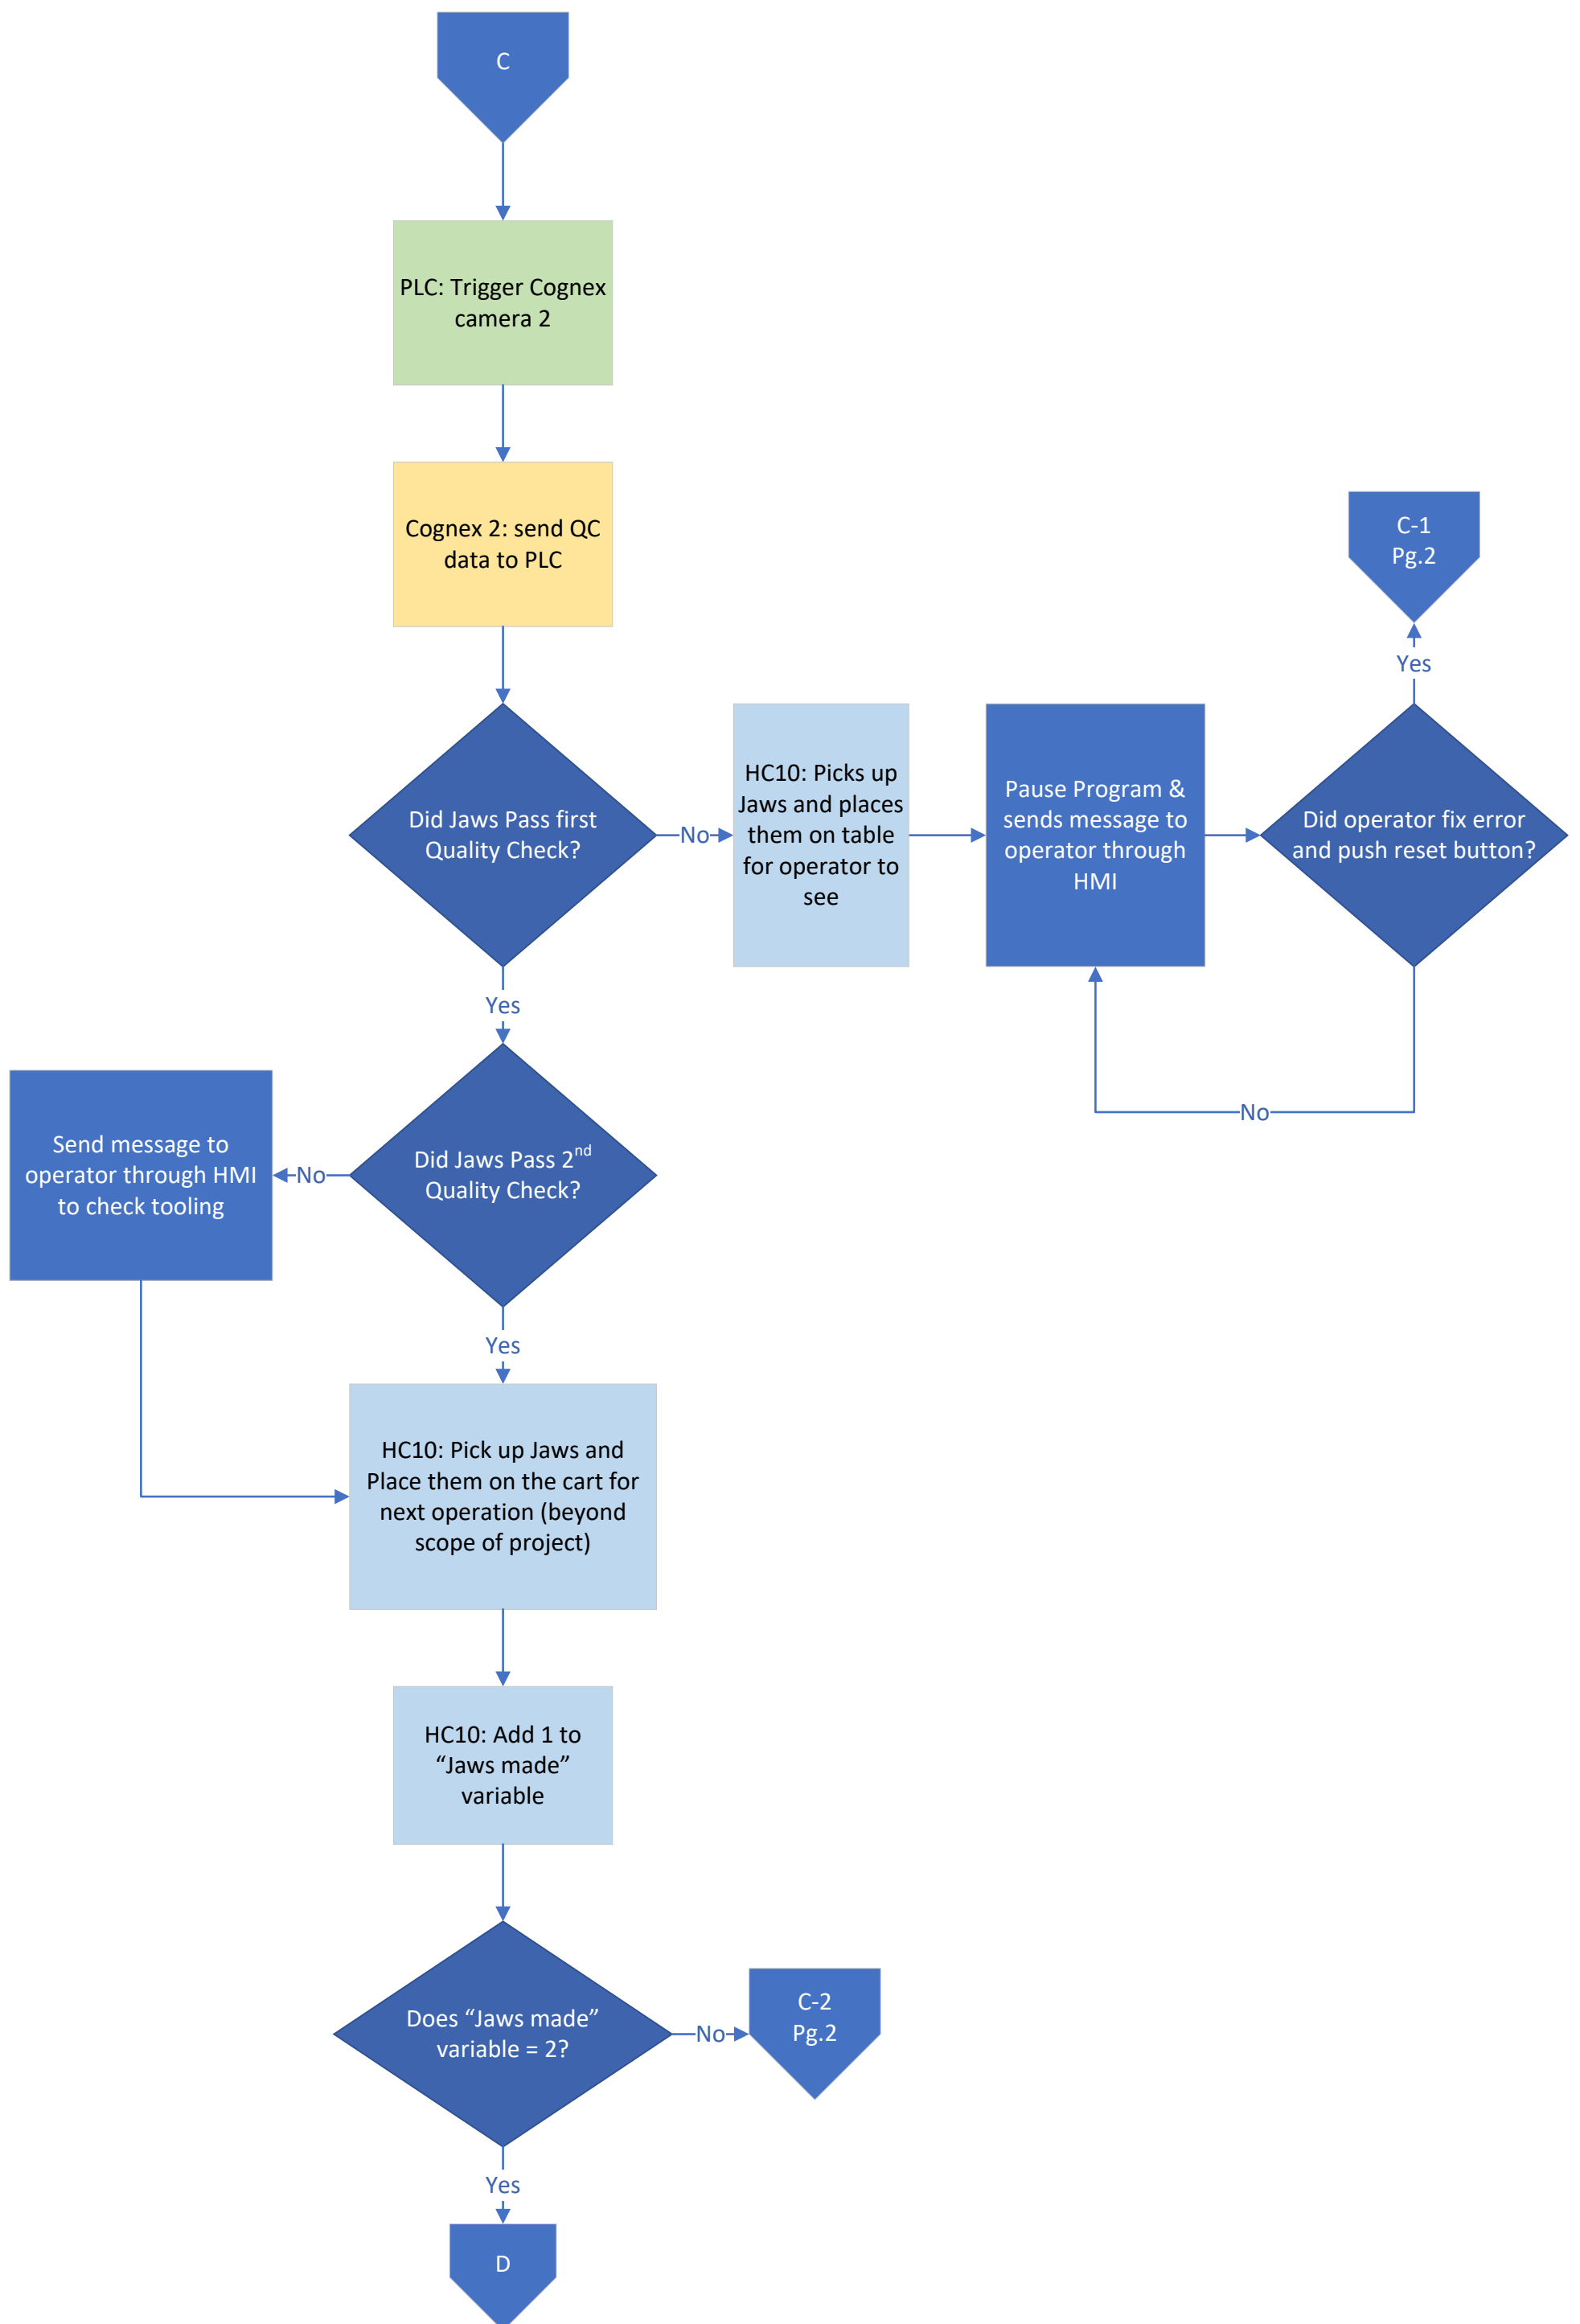 C
PLC: Trigger Cognex
camera 2
Cognex 2: send QC
data to PLC
C-1
Pg.2
Yes
Did Jaws Pass first
Quality Check?
No
HC10: Picks up
Jaws and places
them on table
for operator to
see
Pause Program &
sends message to
operator through
HMI
Did operator fix error
and push reset button?
No
Yes
Did Jaws Pass 2nd
Quality Check?
No
Send message to
operator through HMI
to check tooling
Yes
HC10: Pick up Jaws and
Place them on the cart for
next operation (beyond
scope of project)
HC10: Add 1 to
“Jaws made”
variable
Does “Jaws made”
variable = 2?
No
C-2
Pg.2
Yes
D